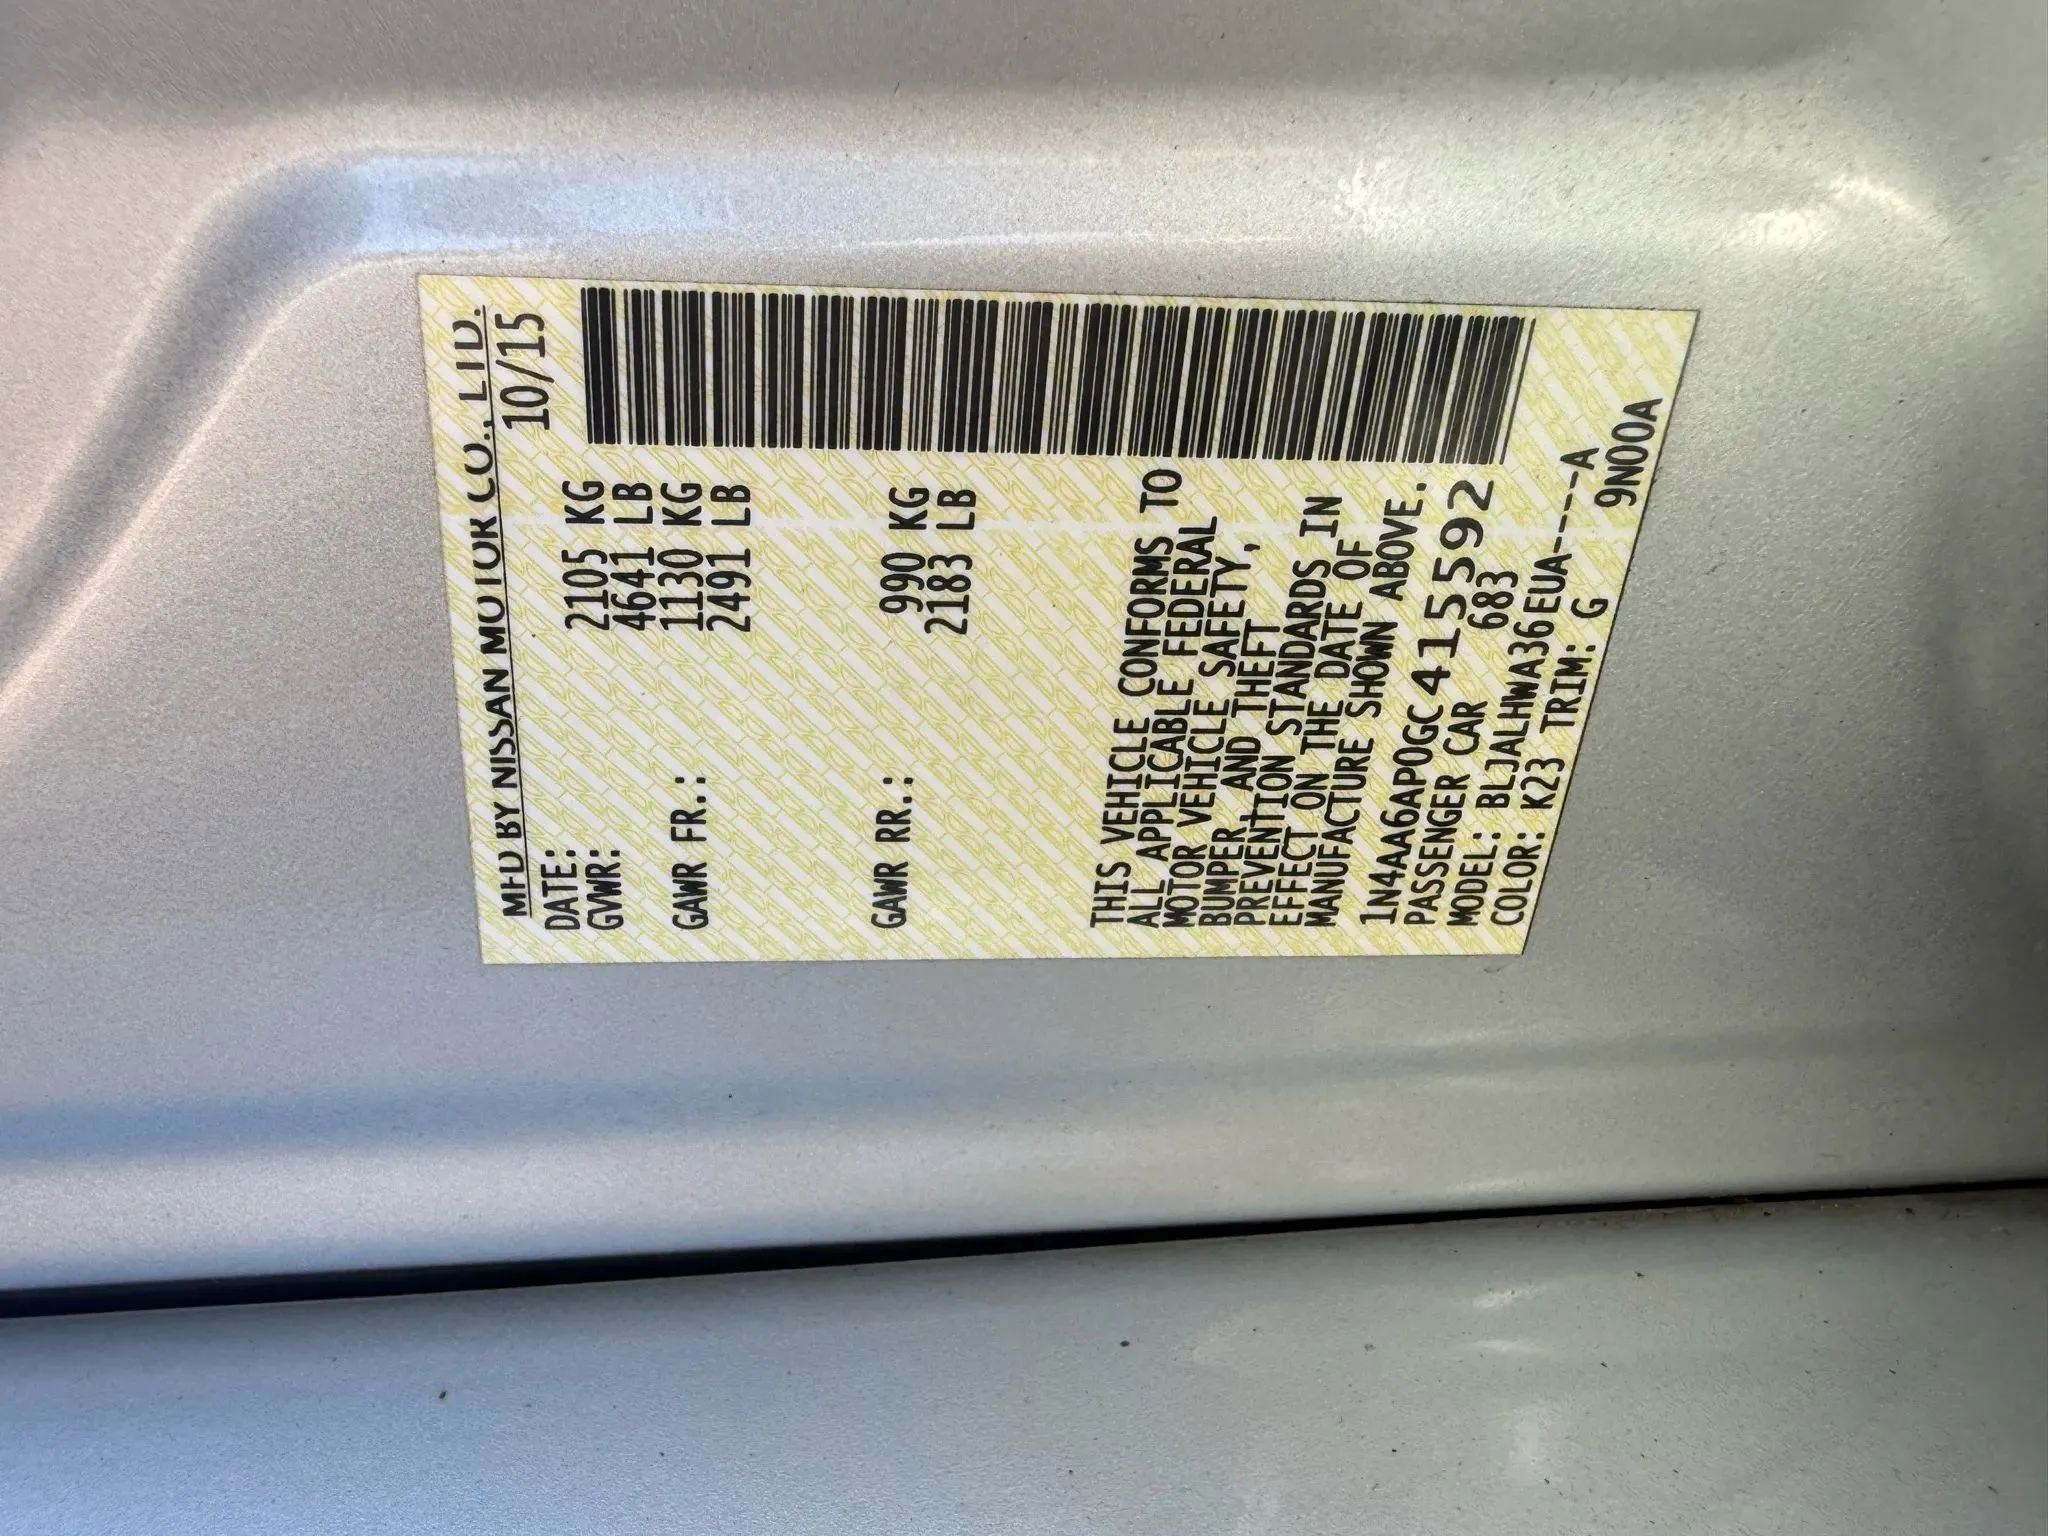 MFD BY NISSAN MOTOR CO., LTD.
DATE: 10/15
GVWR: 2105 KG
4641 LB
GAWR FR.: 1130 KG
2491 LB
GAWR RR.: 990 KG
2183 LB
THIS VEHICLE CONFORMS TO
ALL APPLICABLE FEDERAL
MOTOR VEHICLE SAFETY,
BUMPER, AND THEFT
PREVENTION STANDARDS IN
EFFECT ON THE DATE OF
MANUFACTURE SHOWN ABOVE.
1N4AA6AP0GC415592
PASSENGER CAR 683
MODEL: BLJALHWA36EUA----A
COLOR: K23 TRIM: G 9N00A